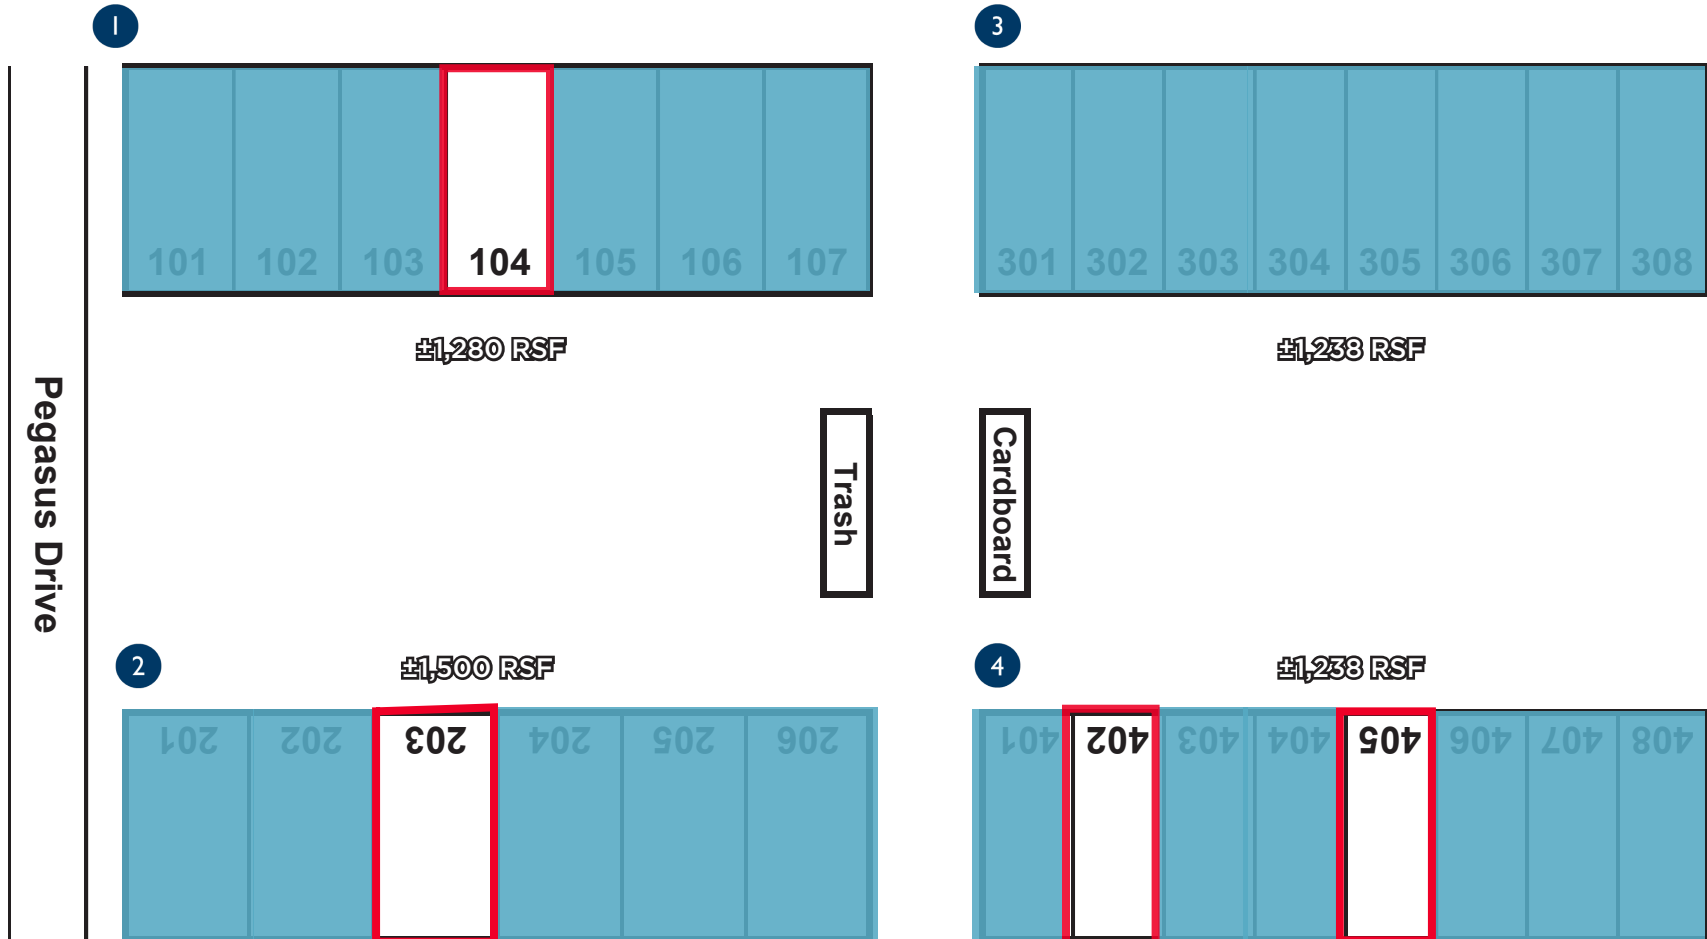 1
3
101 102 103 104 105 106 107
301 302 303 304 305 306 307 308
±1,280 RSF
±1,238 RSF
Pegasus Drive
Trash
Cardboard
2
±1,500 RSF
4
±1,238 RSF
201 202 203 204 205 206
401 402 403 404 405 406 407 408